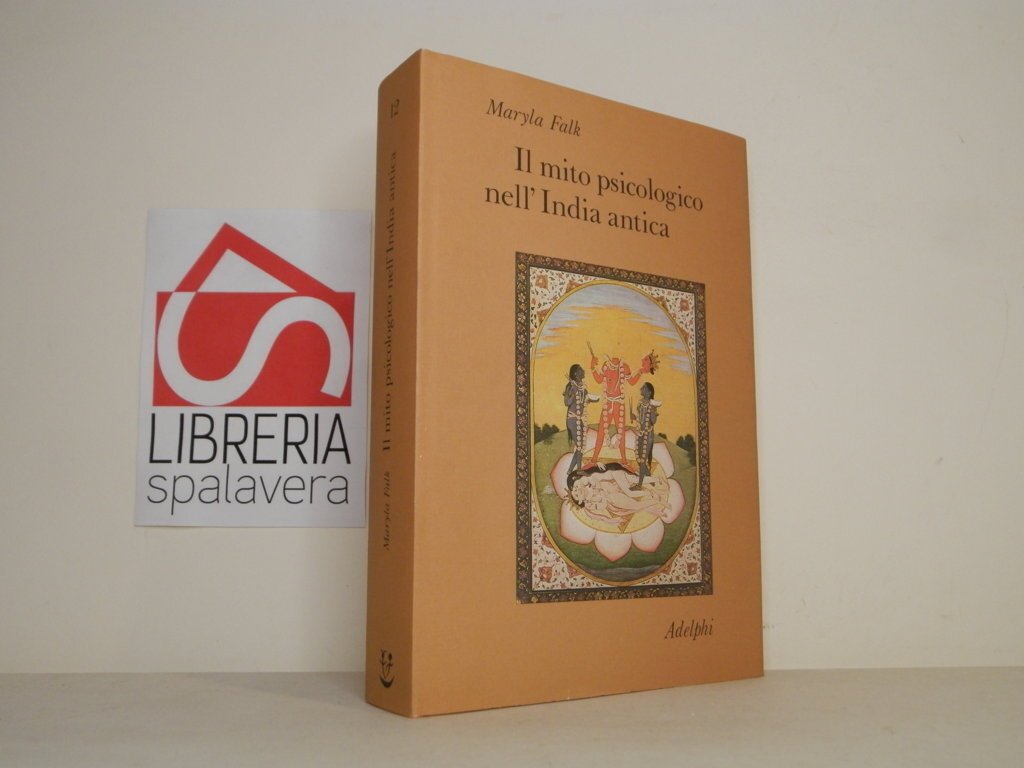 Maryla Falk
Il mito psicologico
nell'India antica
Adelphi
12
Maryla Falk Il mito psicologico nell'India antica
LIBRERIA
spalavera